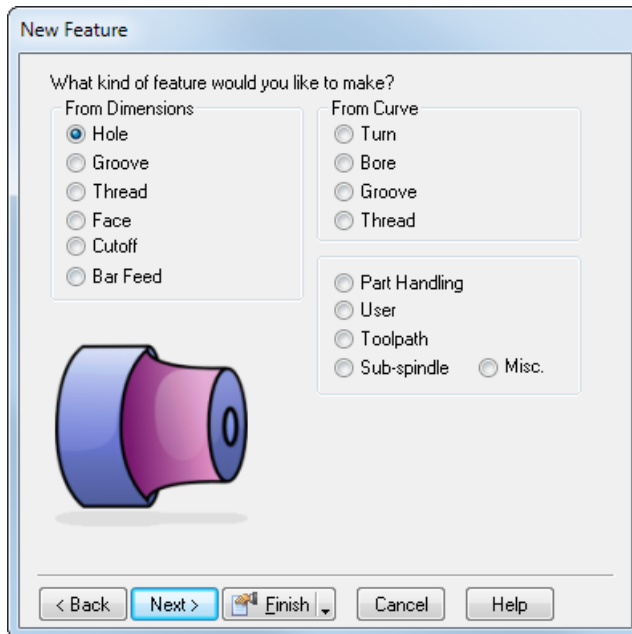 New Feature
What kind of feature would you like to make?
From Dimensions
Hole
Groove
Thread
Face
Cutoff
Bar Feed
From Curve
Turn
Bore
Groove
Thread
Part Handling
User
Toolpath
Sub-spindle Misc.
< Back Next > Finish Cancel Help